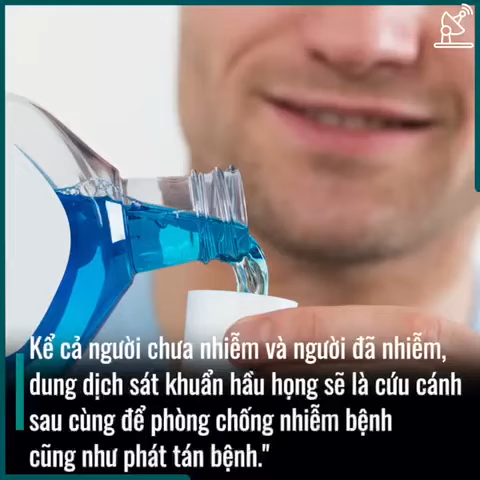 Kể cả người chưa nhiễm và người đã nhiễm,
dung dịch sát khuẩn hầu họng sẽ là cứu cánh
sau cùng để phòng chống nhiễm bệnh
cũng như phát tán bệnh."